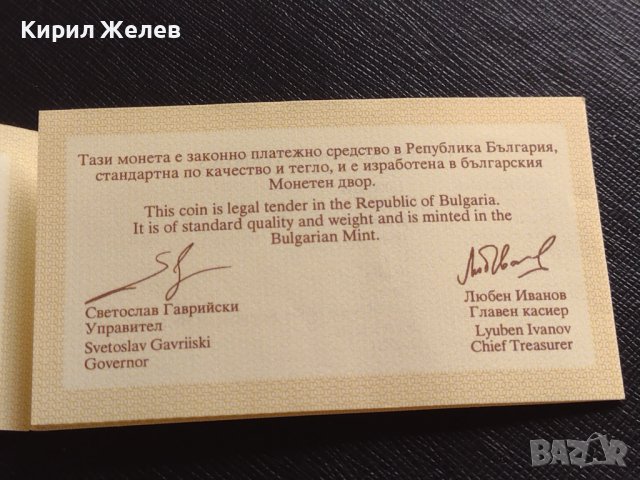 Кирил Желев
Тази монета е законно платежно средство в Република България,
стандартна по качество и тегло, и е изработена в българския
Монетен двор.
This coin is legal tender in the Republic of Bulgaria.
It is of standard quality and weight and is minted in the
Bulgarian Mint.
Светослав Гаврийски
Управител
Svetoslav Gavriiski
Governor
Любен Иванов
Главен касиер
Lyuben Ivanov
Chief Treasurer
BAZAR